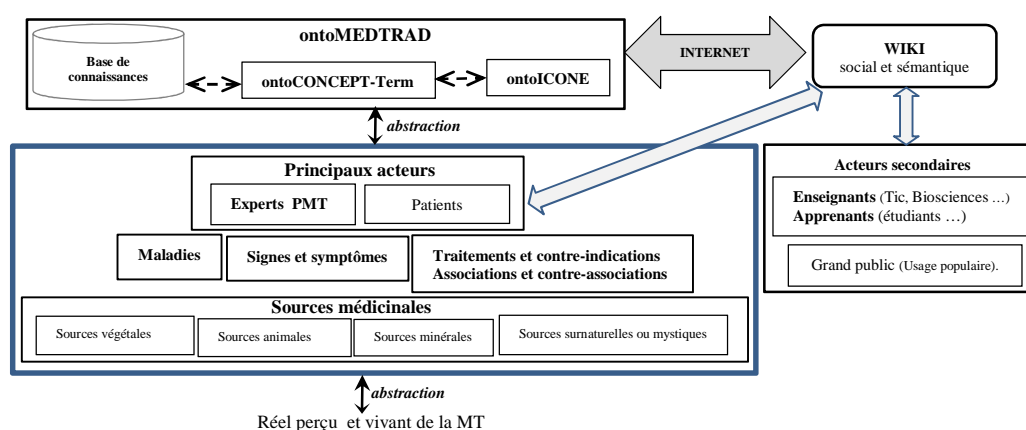 ontoMEDTRAD
Base de
connaissances
ontoCONCEPT-Term
ontoICONE
INTERNET
WIKI
social et sémantique
abstraction
Principaux acteurs
Experts PMT
Patients
Acteurs secondaires
Enseignants (Tic, Biosciences ...)
Apprenants (étudiants ...)
Grand public (Usage populaire).
Maladies
Signes et symptômes
Traitements et contre-indications
Associations et contre-associations
Sources médicinales
Sources végétales
Sources animales
Sources minérales
Sources surnaturelles ou mystiques
abstraction
Réel perçu et vivant de la MT